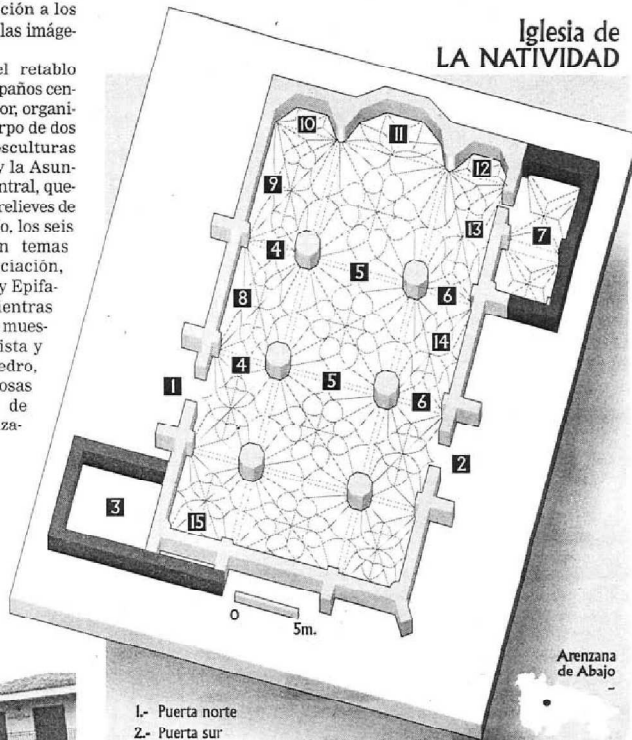 ción a los
las imáge-
el retablo
paños cen-
or, organi-
rpo de dos
sculturas
y la Asun-
ntral, que-
relieves de
o, los seis
n temas
ciación,
y Epifa-
ientras
mues-
ista y
edro,
osas
de
za-
Iglesia de
LA NATIVIDAD
10
11
12
9
13
7
4
5
8
6
14
4
5
1
6
2
3
15
0
5m.
Arenzana
de Abajo
1.- Puerta norte
2.- Puerta sur